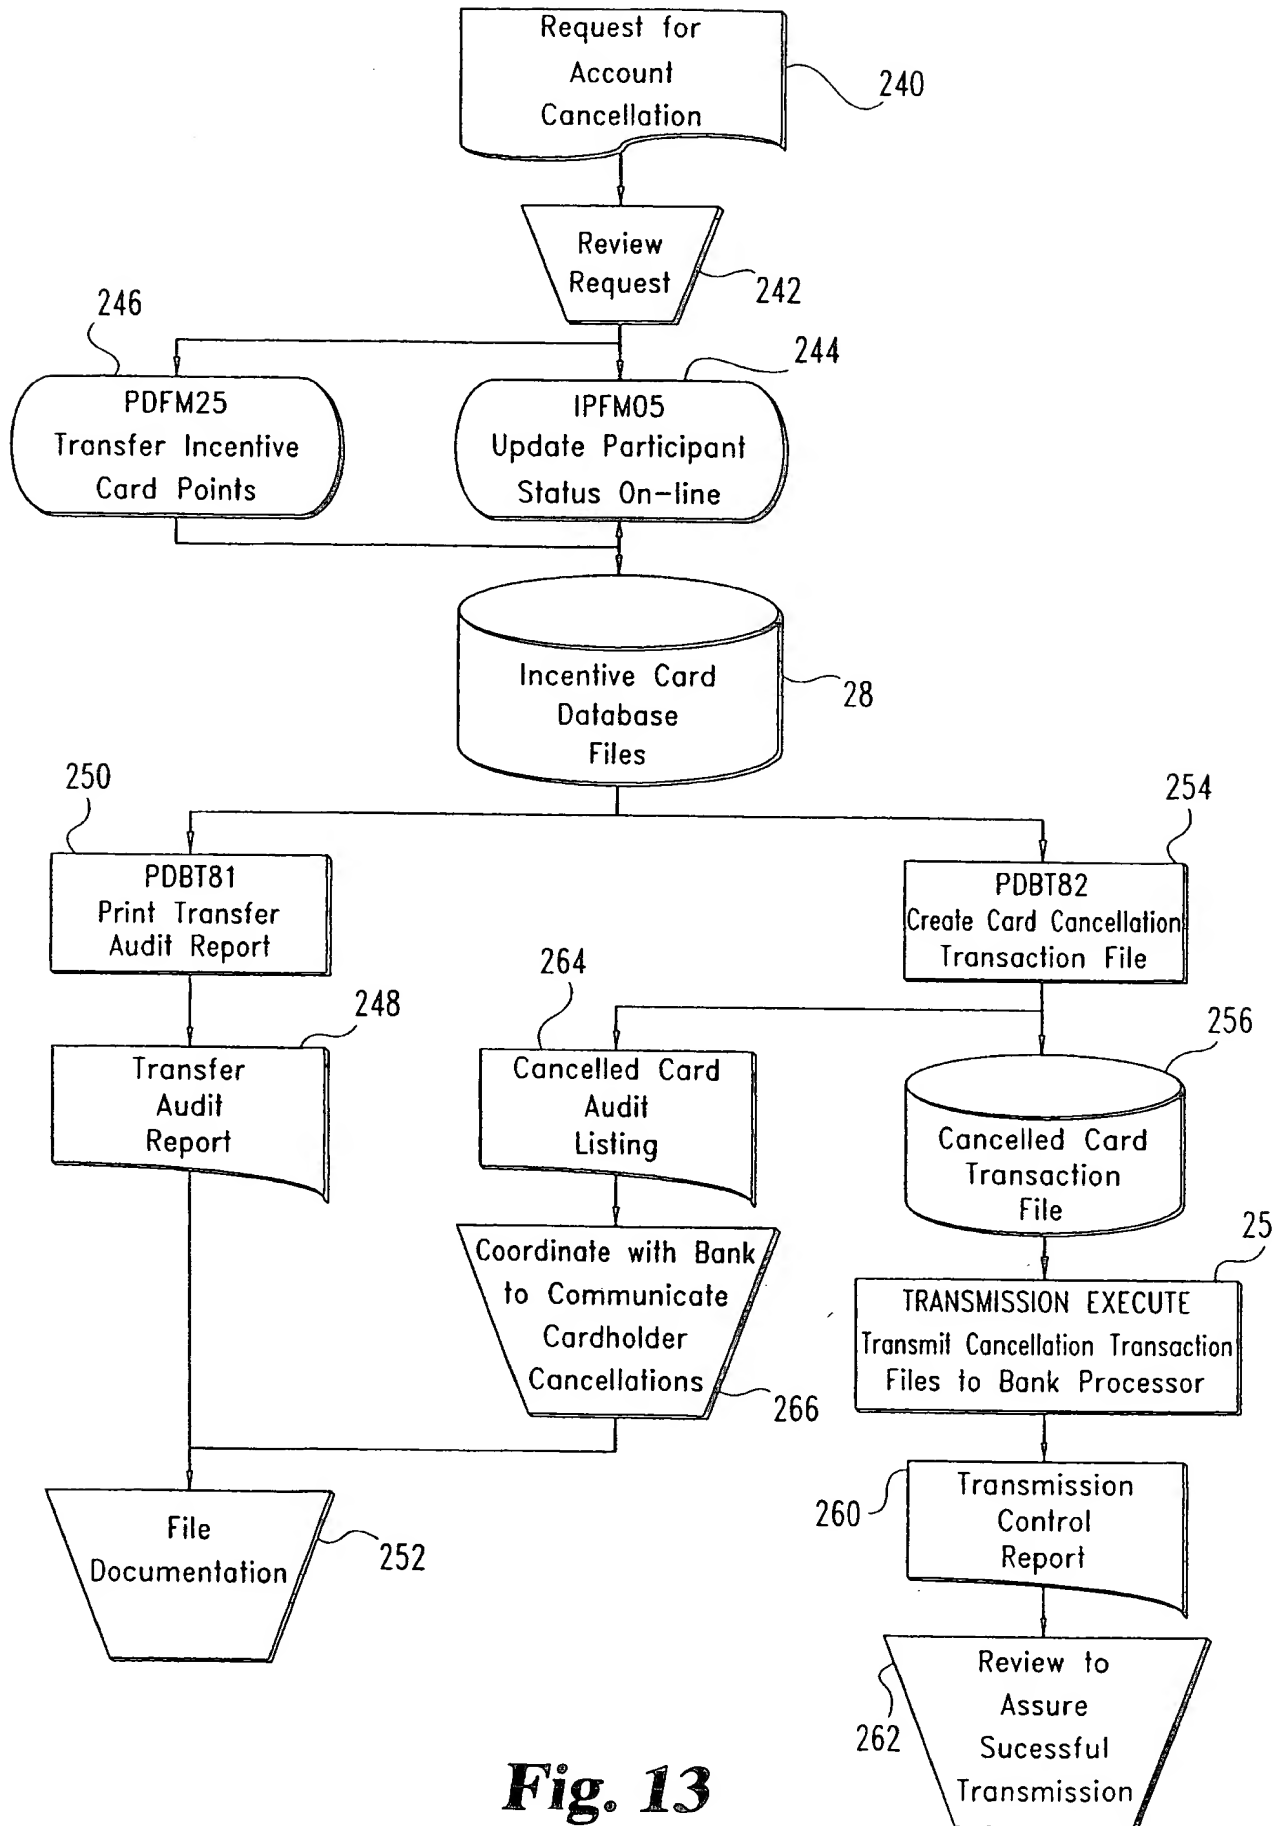 Request for
Account
Cancellation
240
Review
Request
242
246
244
PDFM25
Transfer Incentive
Card Points
IPFM05
Update Participant
Status On-line
Incentive Card
Database
Files
28
250
254
PDBT81
Print Transfer
Audit Report
PDBT82
Create Card Cancellation
Transaction File
264
248
256
Transfer
Audit
Report
Cancelled Card
Audit
Listing
Cancelled Card
Transaction
File
25
Coordinate with Bank
to Communicate
Cardholder
Cancellations
266
TRANSMISSION EXECUTE
Transmit Cancellation Transaction
Files to Bank Processor
260
Transmission
Control
Report
File
Documentation
252
262
Review to
Assure
Sucessful
Transmission
Fig. 13